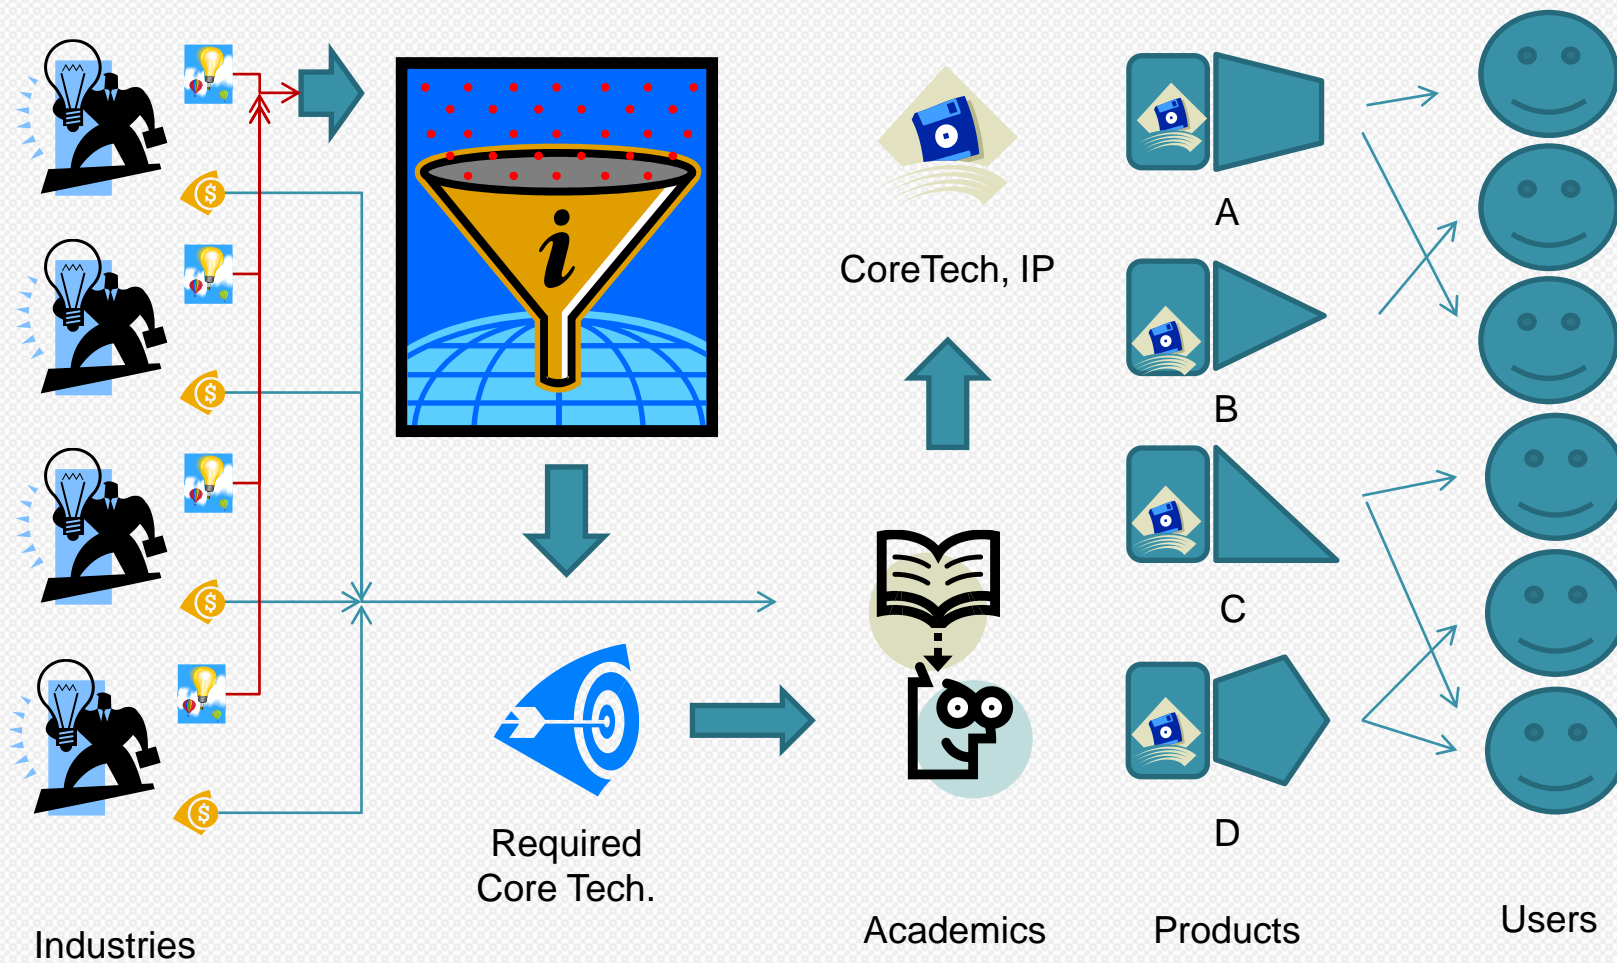 i
$
$
$
$
Required
Core Tech.
Industries
CoreTech, IP
Academics
A
B
C
D
Products
Users